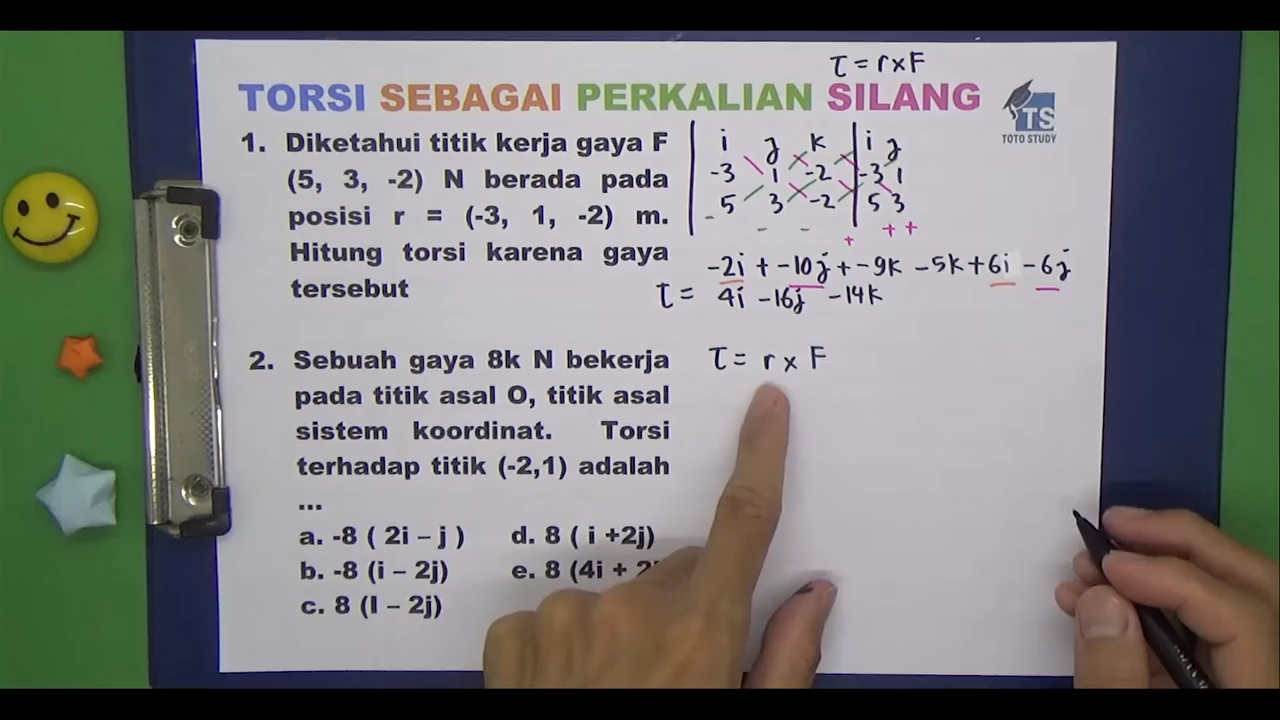 τ = r x F
TORSI SEBAGAI PERKALIAN SILANG
TS
TOTO STUDY
1. Diketahui titik kerja gaya F
(5, 3, -2) N berada pada
posisi r = (-3, 1, -2) m.
Hitung torsi karena gaya
tersebut
i j k i j
-3 1 -2 -3 1
5 3 -2 5 3
- - - + + +
-2i + -10j + -9k -5k +6i -6j
τ = 4i -16j -14k
2. Sebuah gaya 8k N bekerja
pada titik asal O, titik asal
sistem koordinat. Torsi
terhadap titik (-2,1) adalah
...
τ = r x F
a. -8 ( 2i – j ) d. 8 ( i +2j)
b. -8 (i – 2j) e. 8 (4i +
c. 8 (I – 2j)